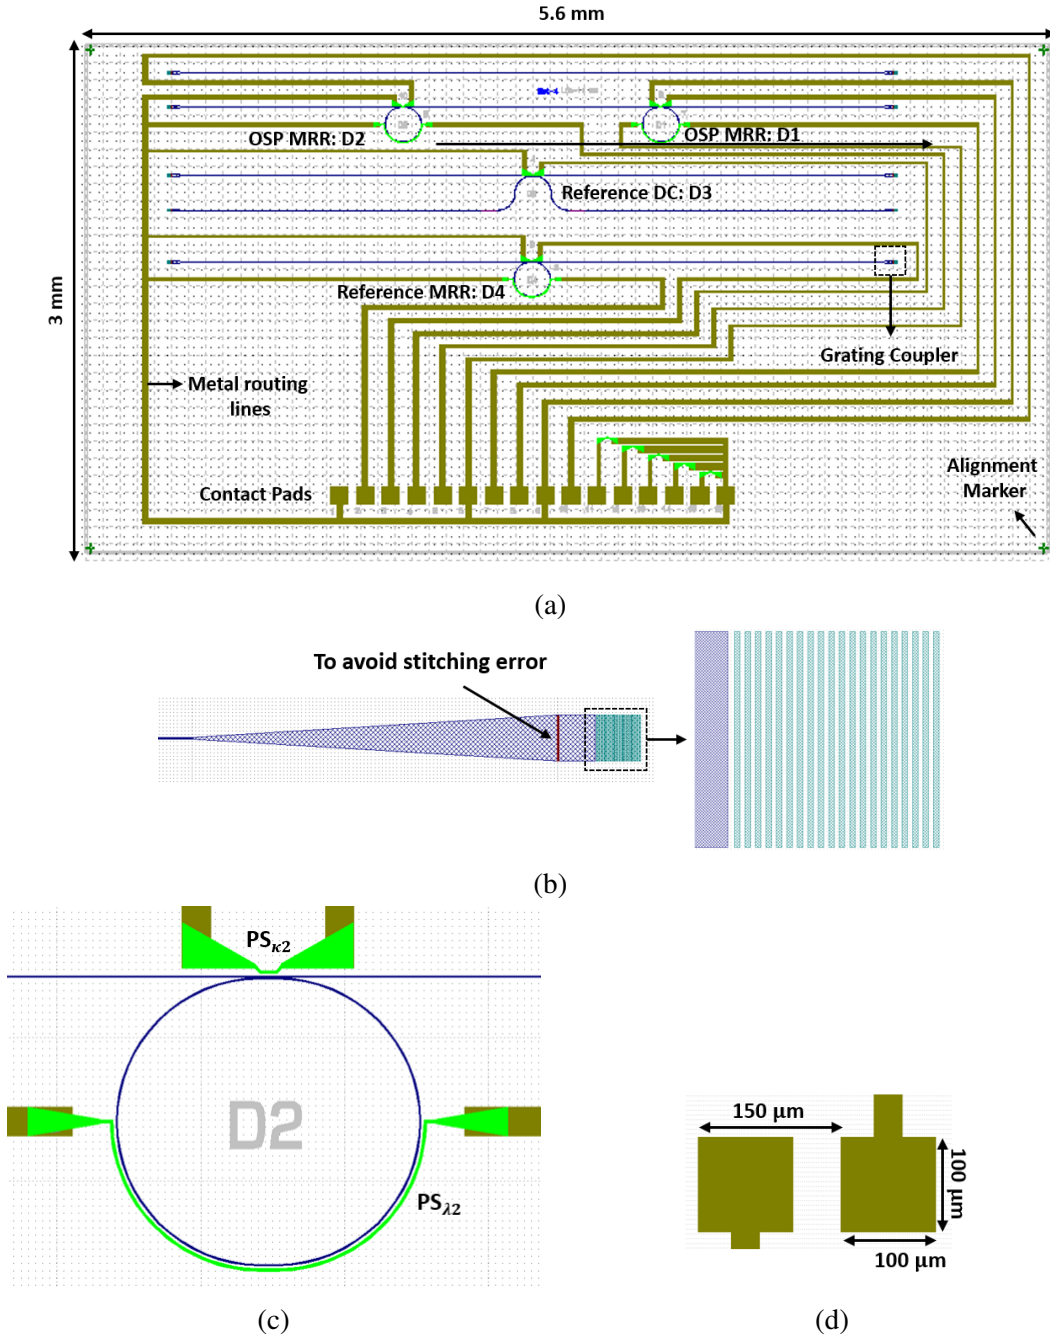 5.6 mm
3 mm
OSP MRR: D2
OSP MRR: D1
Reference DC: D3
Reference MRR: D4
Grating Coupler
Metal routing
lines
Contact Pads
Alignment
Marker
(a)
To avoid stitching error
(b)
PSκ2
D2
PSλ2
(c)
150 μm
100 μm
100 μm
(d)